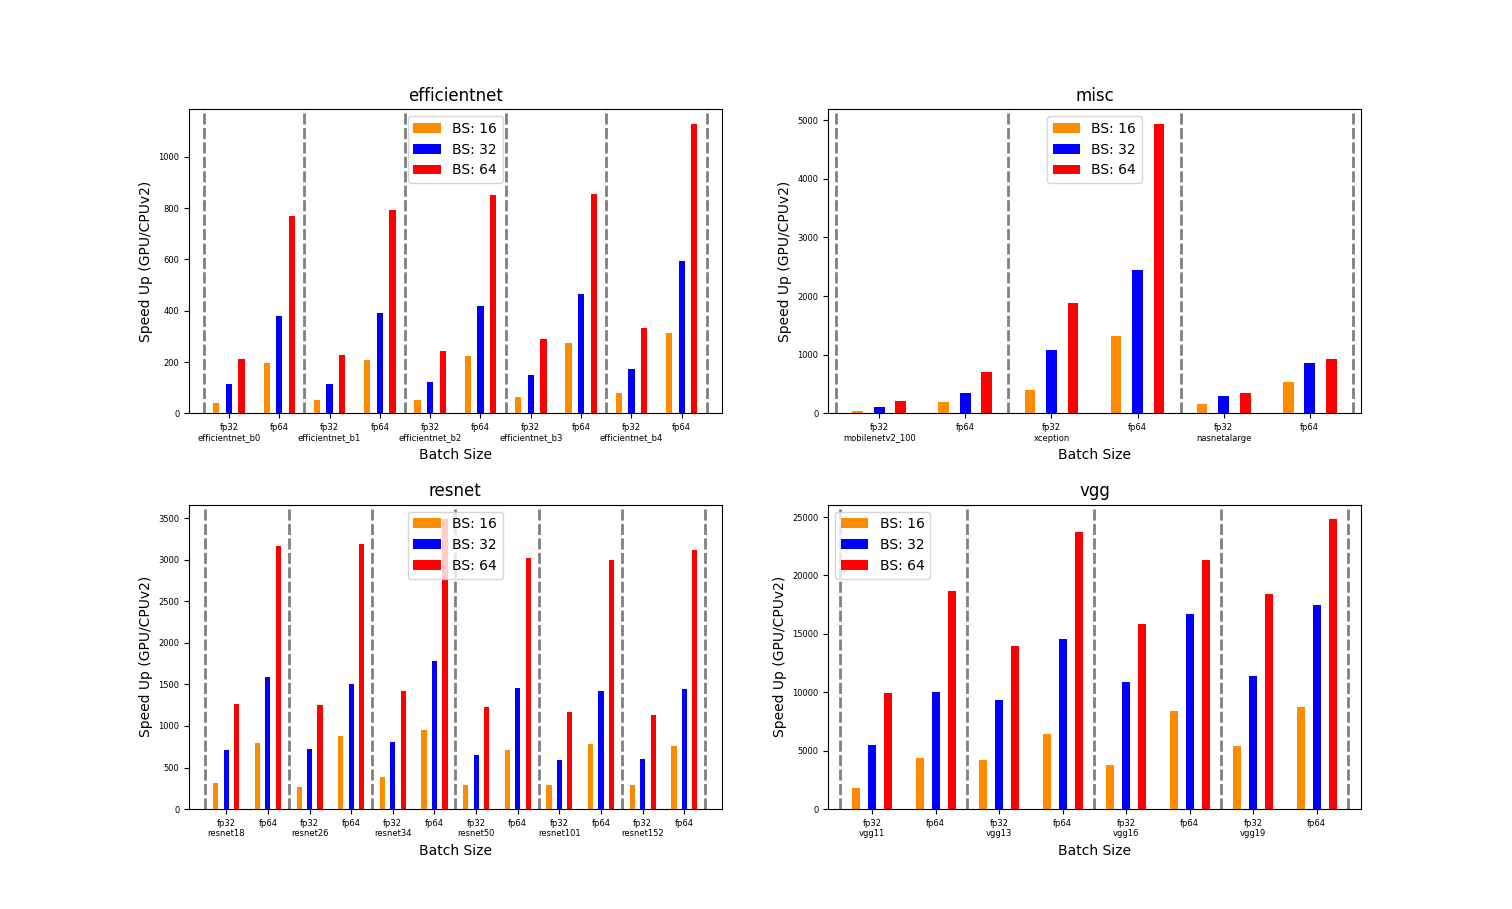 efficientnet
Speed Up (GPU/CPUv2)
1000
800
600
400
200
0
BS: 16
BS: 32
BS: 64
fp32 fp64 fp32 fp64 fp32 fp64 fp32 fp64 fp32 fp64
efficientnet_b0 efficientnet_b1 efficientnet_b2 efficientnet_b3 efficientnet_b4
Batch Size
misc
Speed Up (GPU/CPUv2)
5000
4000
3000
2000
1000
0
BS: 16
BS: 32
BS: 64
fp32 fp64 fp32 fp64 fp32 fp64
mobilenetv2_100 xception nasnetalarge
Batch Size
resnet
Speed Up (GPU/CPUv2)
3500
3000
2500
2000
1500
1000
500
0
BS: 16
BS: 32
BS: 64
fp32 fp64 fp32 fp64 fp32 fp64 fp32 fp64 fp32 fp64 fp32 fp64
resnet18 resnet26 resnet34 resnet50 resnet101 resnet152
Batch Size
vgg
Speed Up (GPU/CPUv2)
25000
20000
15000
10000
5000
0
BS: 16
BS: 32
BS: 64
fp32 fp64 fp32 fp64 fp32 fp64 fp32 fp64
vgg11 vgg13 vgg16 vgg19
Batch Size